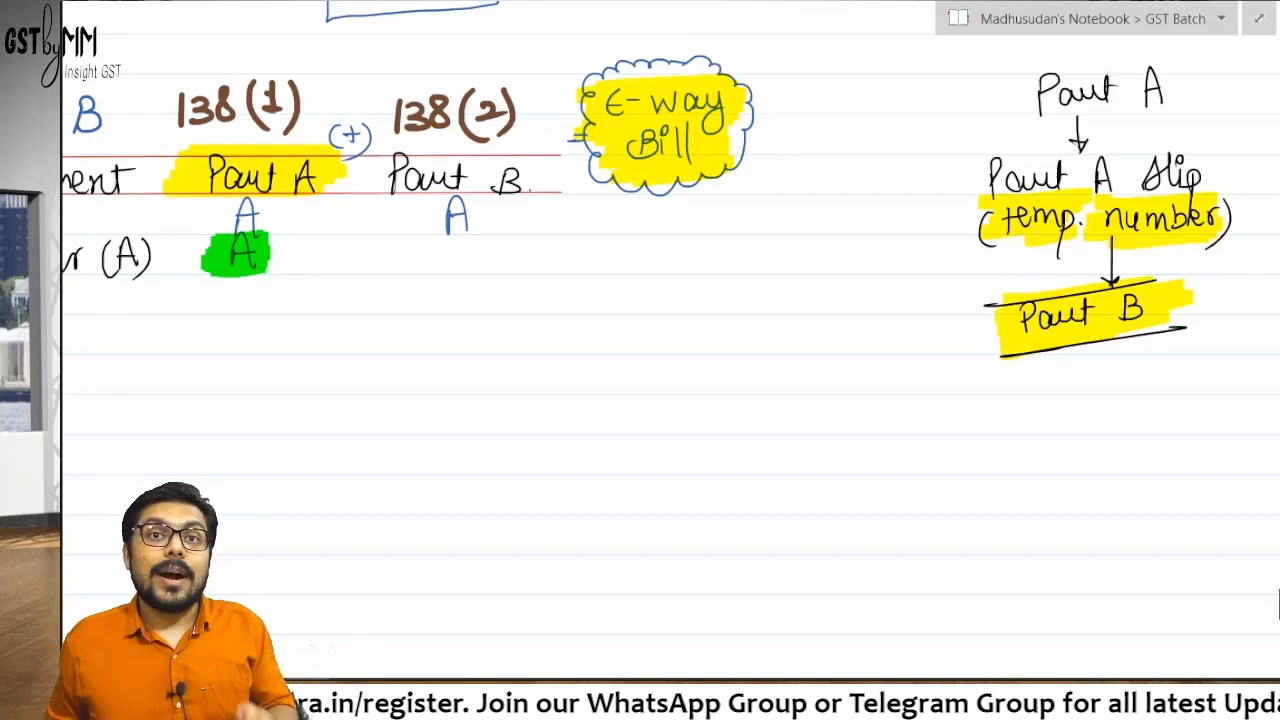 GST by MM
Insight GST
Madhusudan's Notebook > GST Batch
B 138(1) (+) 138(2) = E-way Bill
ent Part A Part B.
A A
r (A) A
Part A
Part A Slip
(temp. number)
Part B
ra.in/register. Join our WhatsApp Group or Telegram Group for all latest Upda